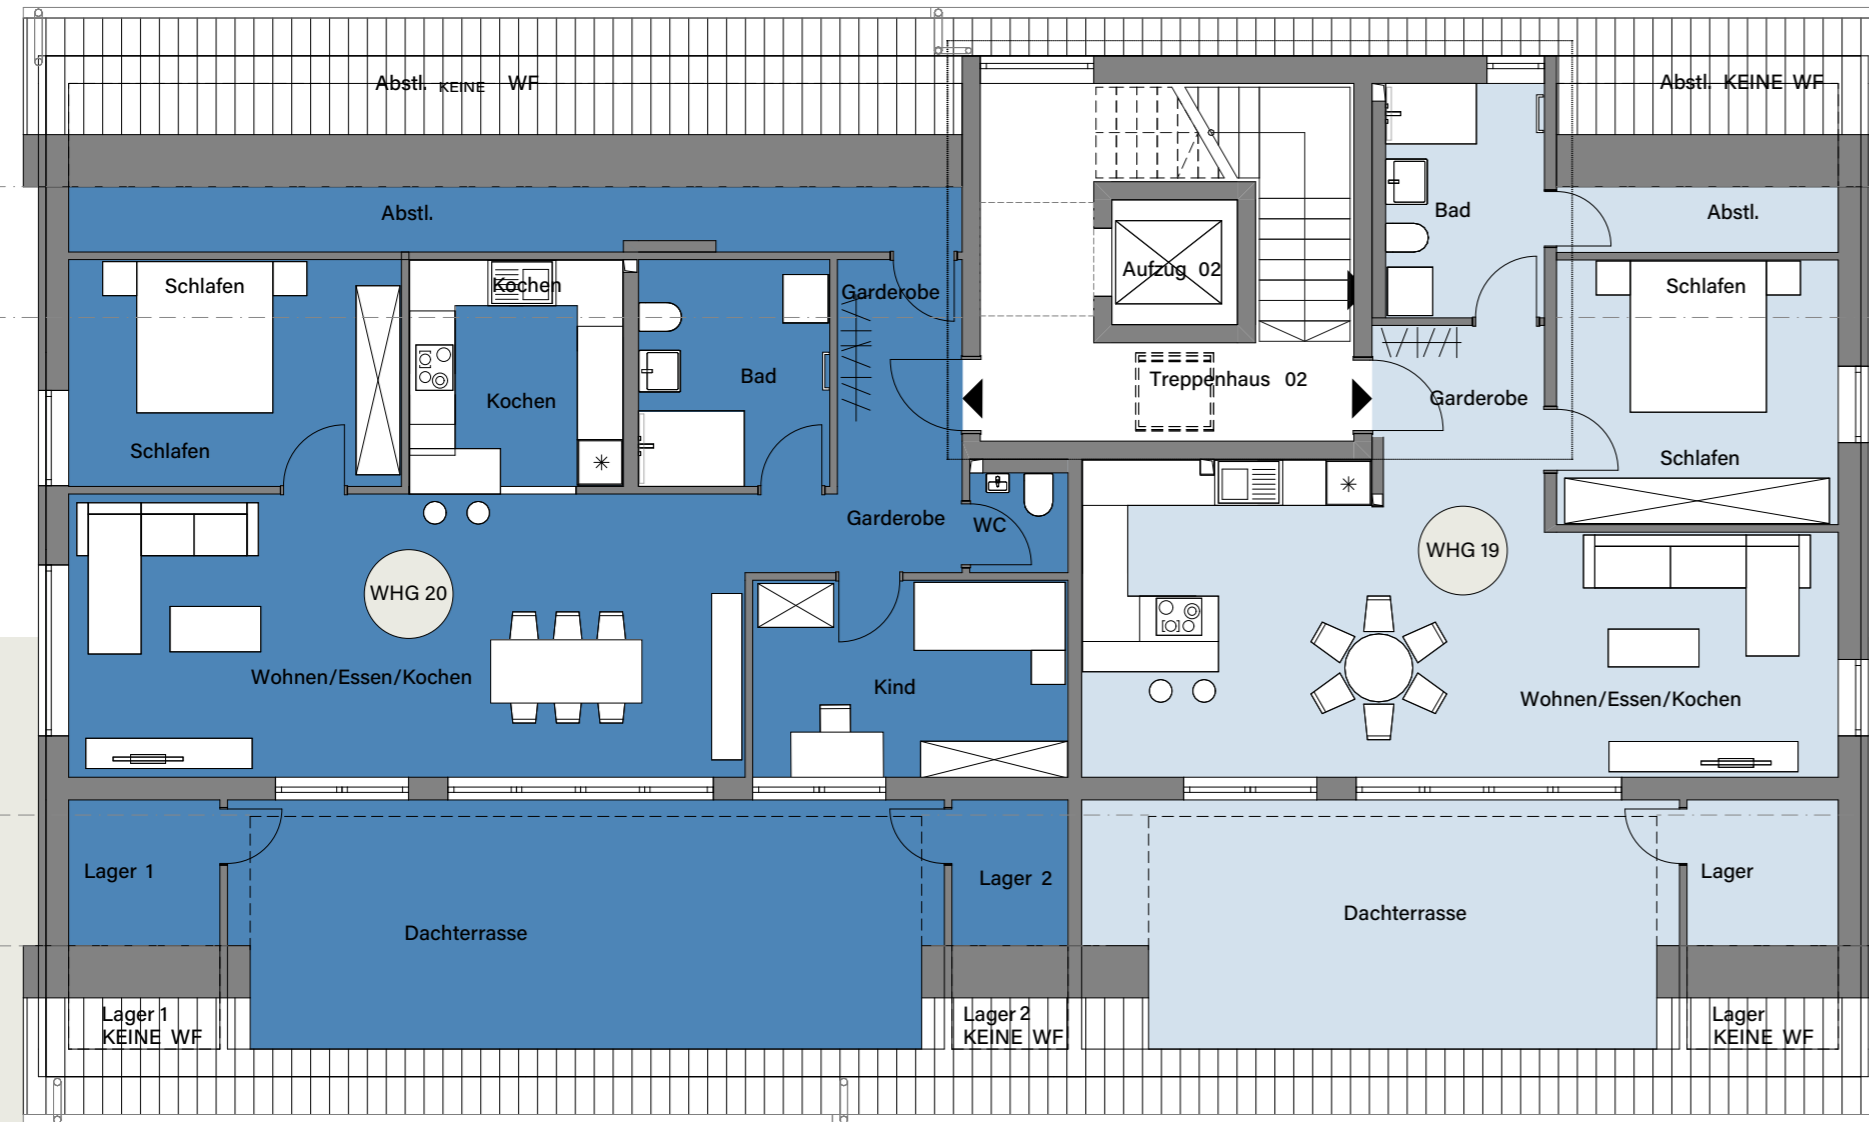 Abstl. KEINE WF
Abstl. KEINE WF
Abstl.
Bad
Abstl.
Schlafen
Kochen
Garderobe
Aufzug 02
Schlafen
Bad
Treppenhaus 02
Kochen
Garderobe
Schlafen
Schlafen
Garderobe
WC
WHG 19
WHG 20
Wohnen/Essen/Kochen
Kind
Wohnen/Essen/Kochen
Lager 1
Lager 2
Lager
Dachterrasse
Dachterrasse
Lager 1
KEINE WF
Lager 2
KEINE WF
Lager
KEINE WF